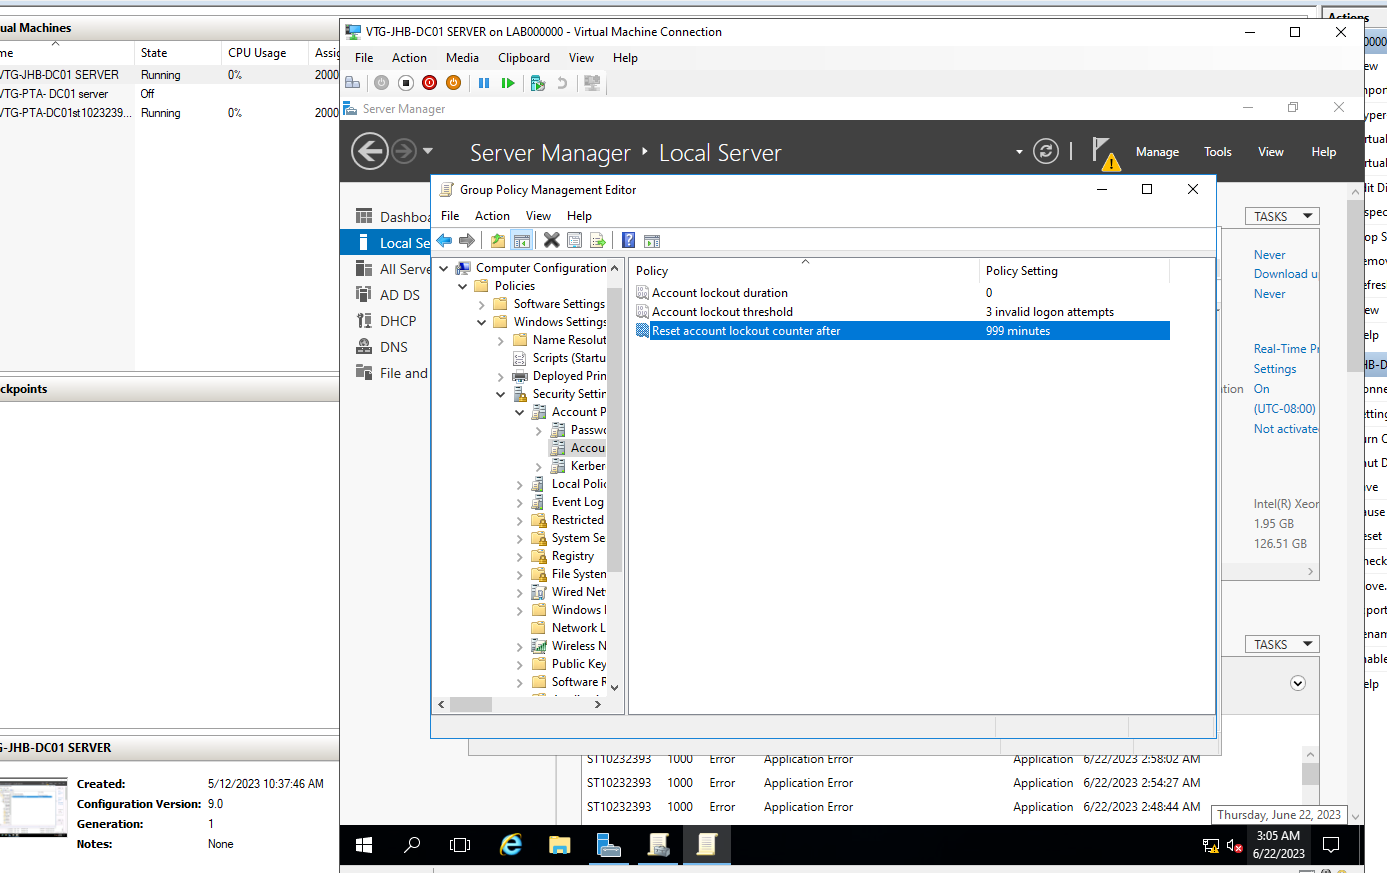 Actions
ual Machines
me State CPU Usage Assig
VTG-JHB-DC01 SERVER Running 0% 2000
VTG-PTA- DC01 server Off
VTG-PTA-DC01st1023239... Running 0% 2000
ckpoints
G-JHB-DC01 SERVER
Created: 5/12/2023 10:37:46 AM
Configuration Version: 9.0
Generation: 1
Notes: None
VTG-JHB-DC01 SERVER on LAB000000 - Virtual Machine Connection
File Action Media Clipboard View Help
Server Manager
Server Manager Local Server
Manage Tools View Help
Dashboa
Local Se
All Serve
AD DS
DHCP
DNS
File and
Group Policy Management Editor
File Action View Help
Computer Configuration
Policies
Software Settings
Windows Settings
Name Resolut
Scripts (Startu
Deployed Prin
Security Settin
Account P
Passwo
Accou
Kerber
Local Polic
Event Log
Restricted
System Se
Registry
File System
Wired Net
Windows F
Network L
Wireless N
Public Key
Software R
Policy Policy Setting
Account lockout duration 0
Account lockout threshold 3 invalid logon attempts
Reset account lockout counter after 999 minutes
TASKS
Never
Download u
Never
Real-Time Pr
Settings
ation On
(UTC-08:00)
Not activate
Intel(R) Xeon
1.95 GB
126.51 GB
TASKS
ST10232393 1000 Error Application Error Application 6/22/2023 2:58:02 AM
ST10232393 1000 Error Application Error Application 6/22/2023 2:54:27 AM
ST10232393 1000 Error Application Error Application 6/22/2023 2:48:44 AM
Thursday, June 22, 2023
3:05 AM
6/22/2023